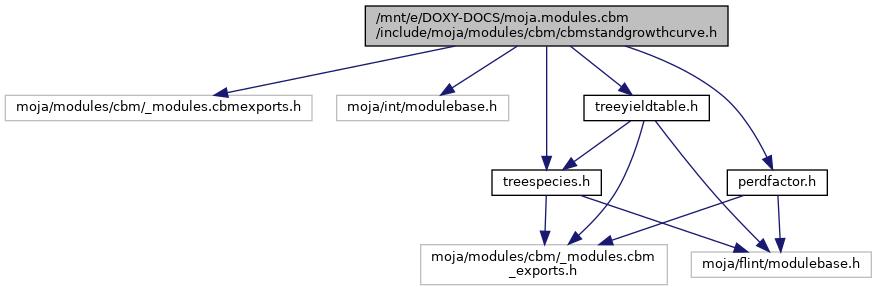 /mnt/e/DOXY-DOCS/moja.modules.cbm
/include/moja/modules/cbm/cbmstandgrowthcurve.h
moja/modules/cbm/_modules.cbmexports.h
moja/int/modulebase.h
treeyieldtable.h
treespecies.h
perdfactor.h
moja/modules/cbm/_modules.cbm
_exports.h
moja/flint/modulebase.h